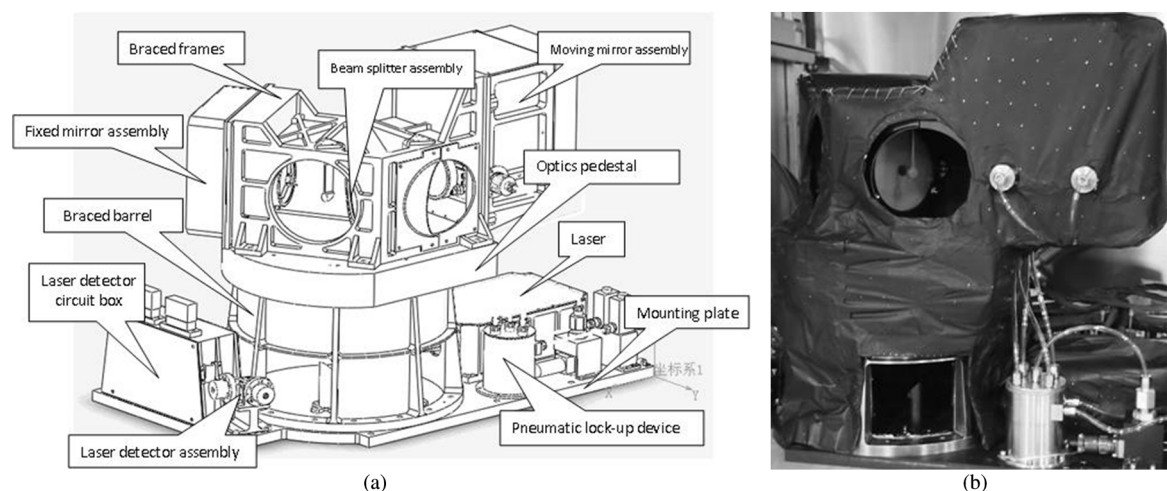 Braced frames
Beam splitter assembly
Moving mirror assembly
Fixed mirror assembly
Optics pedestal
Braced barrel
Laser
Laser detector
circuit box
Mounting plate
坐标系1
X
Y
Pneumatic lock-up device
Laser detector assembly
(a)
(b)